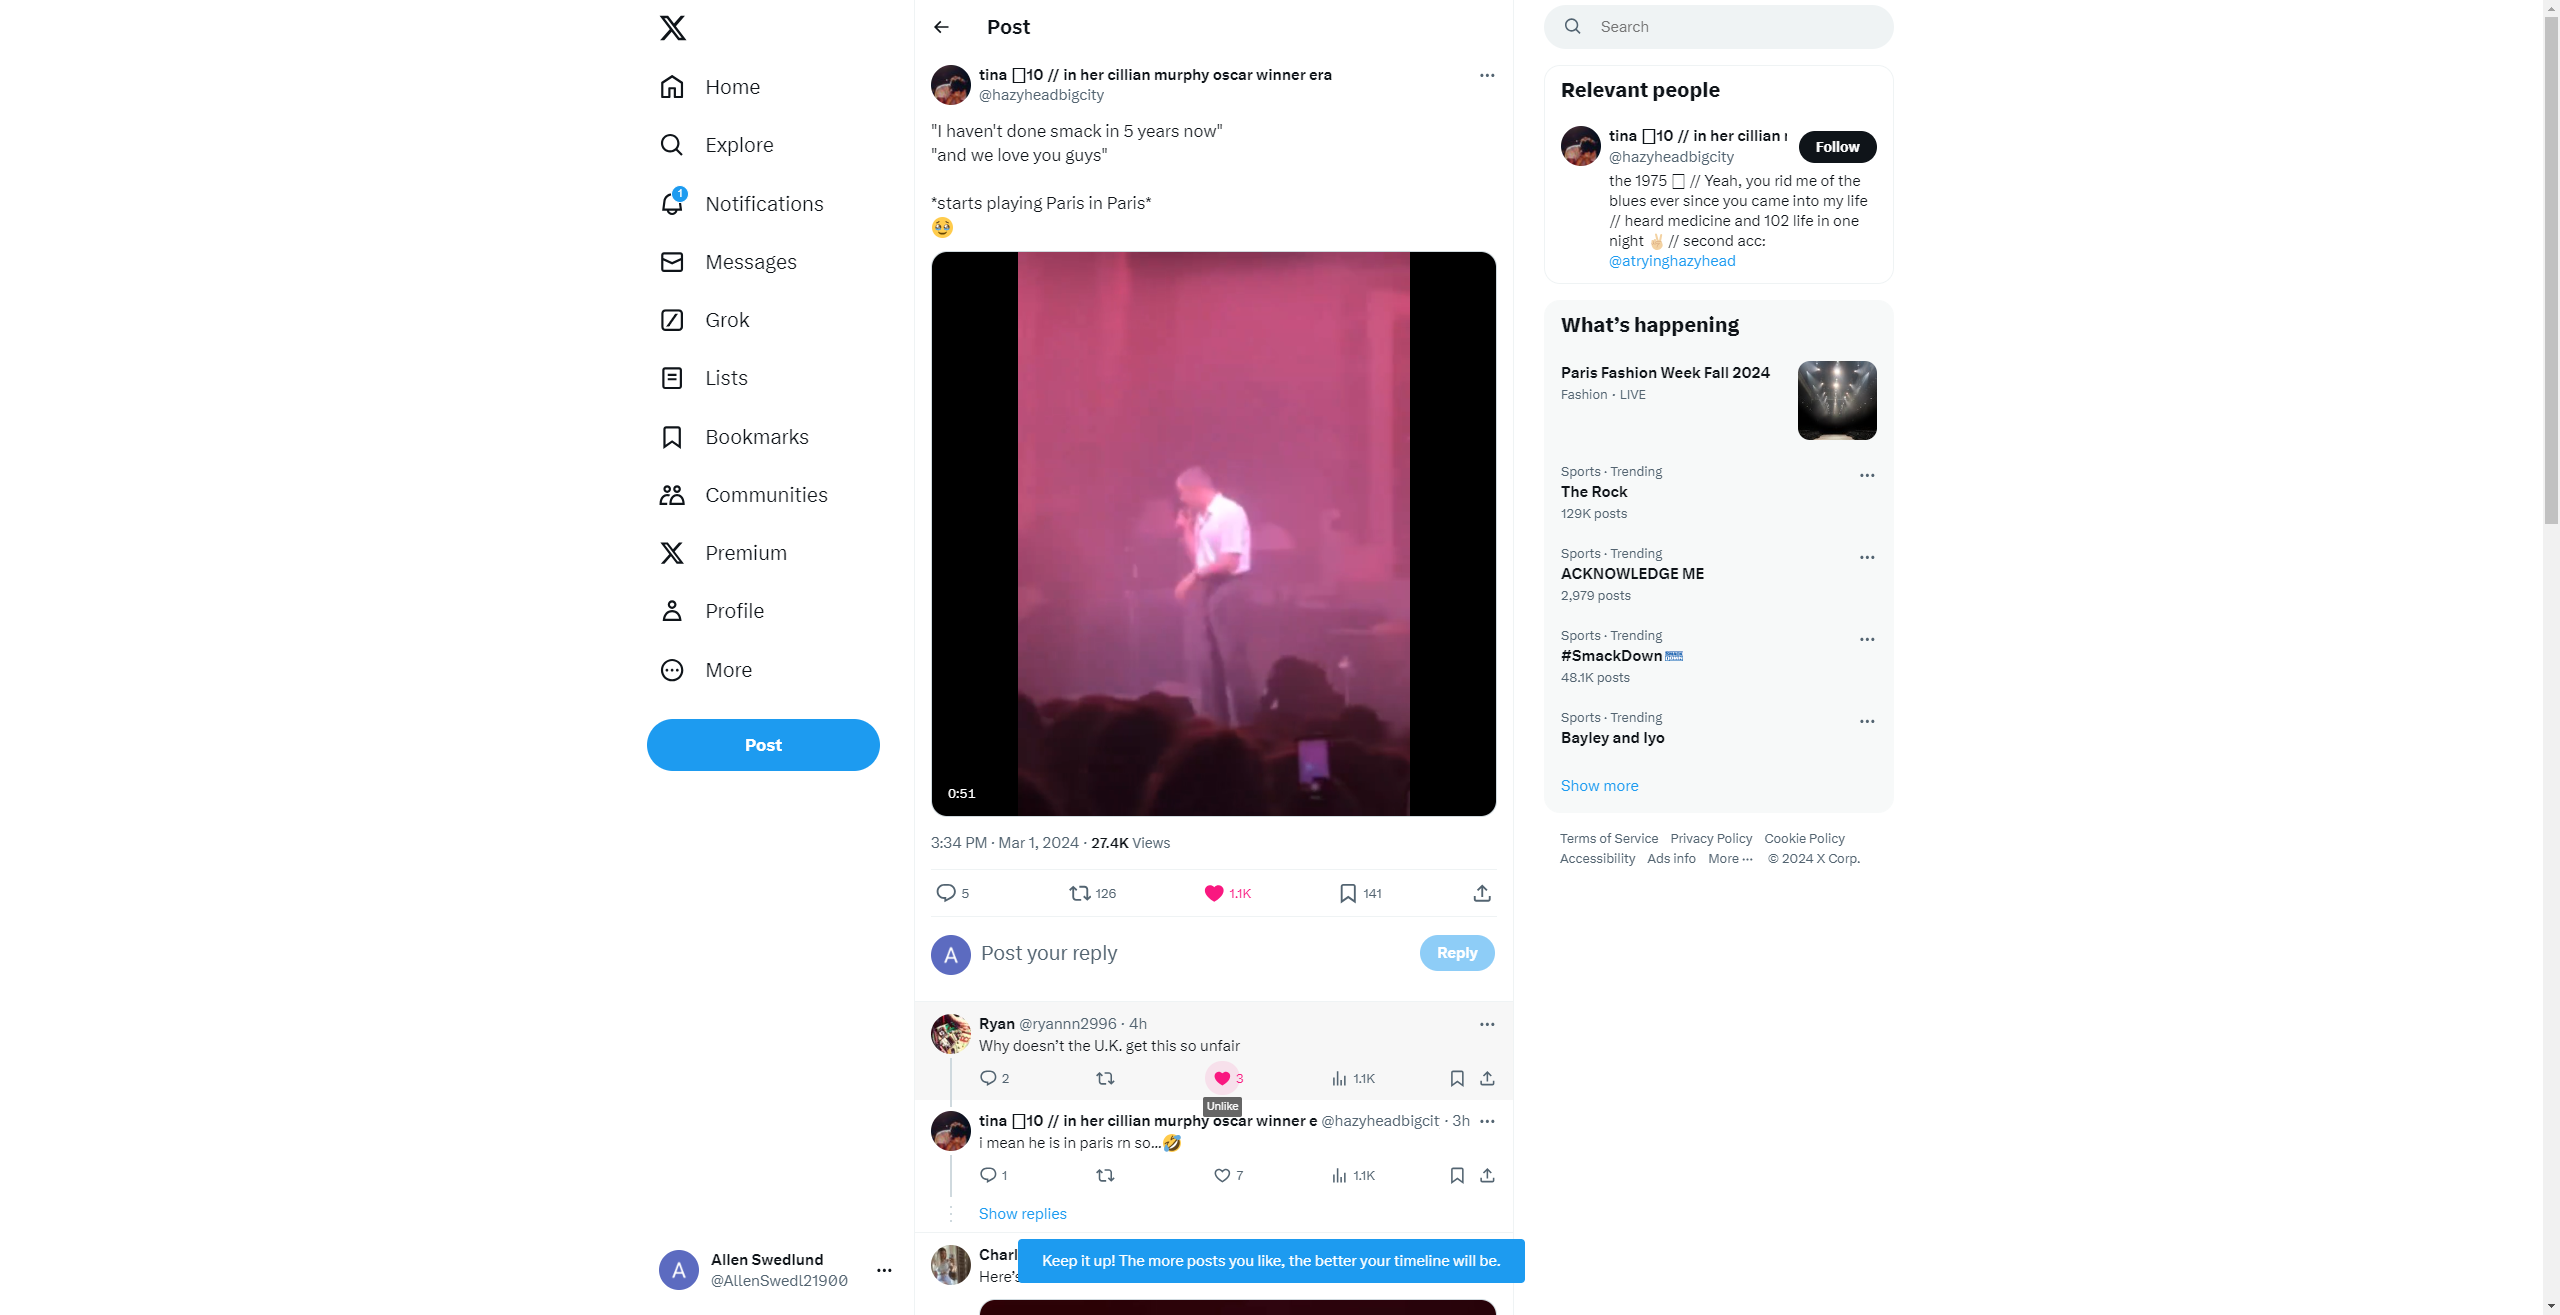 Home
Explore
1
Notifications
Messages
Grok
Lists
Bookmarks
Communities
Premium
Profile
More
Post
Allen Swedlund
@AllenSwedl21900
Post
tina 10 // in her cillian murphy oscar winner era
@hazyheadbigcity
"I haven't done smack in 5 years now"
"and we love you guys"
*starts playing Paris in Paris*
🥹
0:51
3:34 PM · Mar 1, 2024 · 27.4K Views
5 126 1.1K 141
A
Post your reply
Reply
Ryan @ryannn2996 · 4h
Why doesn't the U.K. get this so unfair
2 3 1.1K
Unlike
tina 10 // in her cillian murphy oscar winner e @hazyheadbigcit · 3h
i mean he is in paris rn so...🤣
1 7 1.1K
Show replies
Charl
Here's
Keep it up! The more posts you like, the better your timeline will be.
Search
Relevant people
tina 10 // in her cillian
@hazyheadbigcity
Follow
the 1975 // Yeah, you rid me of the
blues ever since you came into my life
// heard medicine and 102 life in one
night ✌🏻 // second acc:
@atryinghazyhead
What's happening
Paris Fashion Week Fall 2024
Fashion · LIVE
Sports · Trending
The Rock
129K posts
Sports · Trending
ACKNOWLEDGE ME
2,979 posts
Sports · Trending
#SmackDown
48.1K posts
Sports · Trending
Bayley and Iyo
Show more
Terms of Service Privacy Policy Cookie Policy
Accessibility Ads info More ··· © 2024 X Corp.
A